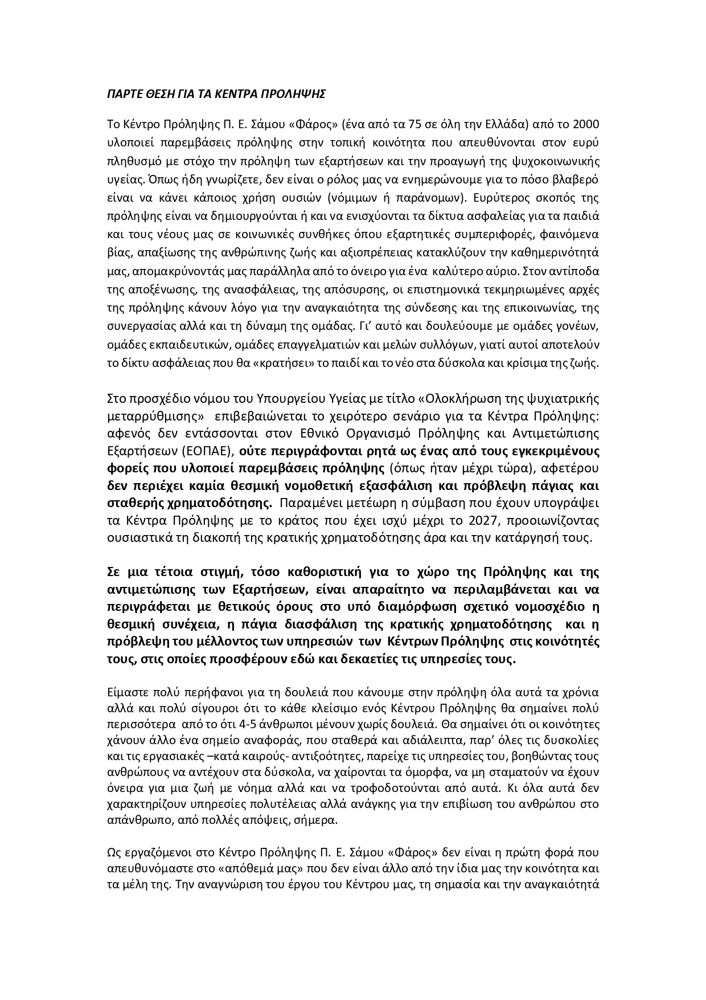 ΠΑΡΤΕ ΘΕΣΗ ΓΙΑ ΤΑ ΚΕΝΤΡΑ ΠΡΟΛΗΨΗΣ
Το Κέντρο Πρόληψης Π. Ε. Σάμου «Φάρος» (ένα από τα 75 σε όλη την Ελλάδα) από το 2000
υλοποιεί παρεμβάσεις πρόληψης στην τοπική κοινότητα που απευθύνονται στον ευρύ
πληθυσμό με στόχο την πρόληψη των εξαρτήσεων και την προαγωγή της ψυχοκοινωνικής
υγείας. Όπως ήδη γνωρίζετε, δεν είναι ο ρόλος μας να ενημερώνουμε για το πόσο βλαβερό
είναι να κάνει κάποιος χρήση ουσιών (νόμιμων ή παράνομων). Ευρύτερος σκοπός της
πρόληψης είναι να δημιουργούνται ή και να ενισχύονται τα δίκτυα ασφαλείας για τα παιδιά
και τους νέους μας σε κοινωνικές συνθήκες όπου εξαρτητικές συμπεριφορές, φαινόμενα
βίας, απαξίωσης της ανθρώπινης ζωής και αξιοπρέπειας κατακλύζουν την καθημερινότητά
μας, απομακρύνοντάς μας παράλληλα από το όνειρο για ένα καλύτερο αύριο. Στον αντίποδα
της αποξένωσης, της ανασφάλειας, της απόσυρσης, οι επιστημονικά τεκμηριωμένες αρχές
της πρόληψης κάνουν λόγο για την αναγκαιότητα της σύνδεσης και της επικοινωνίας, της
συνεργασίας αλλά και τη δύναμη της ομάδας. Γι’ αυτό και δουλεύουμε με ομάδες γονέων,
ομάδες εκπαιδευτικών, ομάδες επαγγελματιών και μελών συλλόγων, γιατί αυτοί αποτελούν
το δίκτυ ασφάλειας που θα «κρατήσει» το παιδί και το νέο στα δύσκολα και κρίσιμα της ζωής.
Στο προσχέδιο νόμου του Υπουργείου Υγείας με τίτλο «Ολοκλήρωση της ψυχιατρικής
μεταρρύθμισης» επιβεβαιώνεται το χειρότερο σενάριο για τα Κέντρα Πρόληψης:
αφενός δεν εντάσσονται στον Εθνικό Οργανισμό Πρόληψης και Αντιμετώπισης
Εξαρτήσεων (ΕΟΠΑΕ), ούτε περιγράφονται ρητά ως ένας από τους εγκεκριμένους
φορείς που υλοποιεί παρεμβάσεις πρόληψης (όπως ήταν μέχρι τώρα), αφετέρου
δεν περιέχει καμία θεσμική νομοθετική εξασφάλιση και πρόβλεψη πάγιας και
σταθερής χρηματοδότησης. Παραμένει μετέωρη η σύμβαση που έχουν υπογράψει
τα Κέντρα Πρόληψης με το κράτος που έχει ισχύ μέχρι το 2027, προοιωνίζοντας
ουσιαστικά τη διακοπή της κρατικής χρηματοδότησης άρα και την κατάργησή τους.
Σε μια τέτοια στιγμή, τόσο καθοριστική για το χώρο της Πρόληψης και της
αντιμετώπισης των Εξαρτήσεων, είναι απαραίτητο να περιλαμβάνεται και να
περιγράφεται με θετικούς όρους στο υπό διαμόρφωση σχετικό νομοσχέδιο η
θεσμική συνέχεια, η πάγια διασφάλιση της κρατικής χρηματοδότησης και η
πρόβλεψη του μέλλοντος των υπηρεσιών των Κέντρων Πρόληψης στις κοινότητές
τους, στις οποίες προσφέρουν εδώ και δεκαετίες τις υπηρεσίες τους.
Είμαστε πολύ περήφανοι για τη δουλειά που κάνουμε στην πρόληψη όλα αυτά τα χρόνια
αλλά και πολύ σίγουροι ότι το κάθε κλείσιμο ενός Κέντρου Πρόληψης θα σημαίνει πολύ
περισσότερα από το ότι 4-5 άνθρωποι μένουν χωρίς δουλειά. Θα σημαίνει ότι οι κοινότητες
χάνουν άλλο ένα σημείο αναφοράς, που σταθερά και αδιάλειπτα, παρ’ όλες τις δυσκολίες
και τις εργασιακές –κατά καιρούς- αντιξοότητες, παρείχε τις υπηρεσίες του, βοηθώντας τους
ανθρώπους να αντέχουν στα δύσκολα, να χαίρονται τα όμορφα, να μη σταματούν να έχουν
όνειρα για μια ζωή με νόημα αλλά και να τροφοδοτούνται από αυτά. Κι όλα αυτά δεν
χαρακτηρίζουν υπηρεσίες πολυτέλειας αλλά ανάγκης για την επιβίωση του ανθρώπου στο
απάνθρωπο, από πολλές απόψεις, σήμερα.
Ως εργαζόμενοι στο Κέντρο Πρόληψης Π. Ε. Σάμου «Φάρος» δεν είναι η πρώτη φορά που
απευθυνόμαστε στο «απόθεμά μας» που δεν είναι άλλο από την ίδια μας την κοινότητα και
τα μέλη της. Την αναγνώριση του έργου του Κέντρου μας, τη σημασία και την αναγκαιότητά